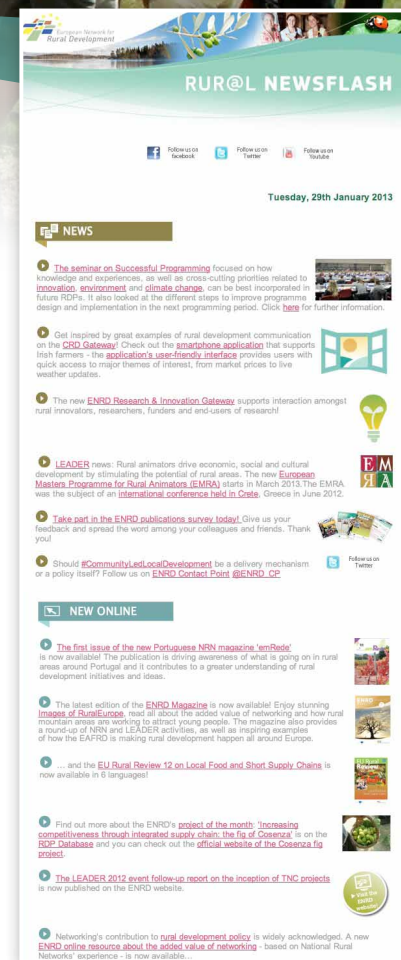 European Network for
Rural Development
RUR@L NEWSFLASH
Follow us on
facebook
Follow us on
Twitter
Follow us on
Youtube
Tuesday, 29th January 2013
NEWS
The seminar on Successful Programming focused on how
knowledge and experiences, as well as cross-cutting priorities related to
innovation, environment and climate change, can be best incorporated in
future RDPs. It also looked at the different steps to improve programme
design and implementation in the next programming period. Click here for further information.
Get inspired by great examples of rural development communication
on the CRD Gateway! Check out the smartphone application that supports
Irish farmers - the application's user-friendly interface provides users with
quick access to major themes of interest, from market prices to live
weather updates.
The new ENRD Research & Innovation Gateway supports interaction amongst
rural innovators, researchers, funders and end-users of research!
LEADER news: Rural animators drive economic, social and cultural
development by stimulating the potential of rural areas. The new European
Masters Programme for Rural Animators (EMRA) starts in March 2013.The EMRA
was the subject of an international conference held in Crete, Greece in June 2012.
EM
RA
Take part in the ENRD publications survey today! Give us your
feedback and spread the word among your colleagues and friends. Thank
you!
Should #CommunityLedLocalDevelopment be a delivery mechanism
or a policy itself? Follow us on ENRD Contact Point @ENRD_CP
Follow us on
Twitter
NEW ONLINE
The first issue of the new Portuguese NRN magazine 'emRede'
is now available! The publication is driving awareness of what is going on in rural
areas around Portugal and it contributes to a greater understanding of rural
development initiatives and ideas.
The latest edition of the ENRD Magazine is now available! Enjoy stunning
Images of RuralEurope, read all about the added value of networking and how rural
mountain areas are working to attract young people. The magazine also provides
a round-up of NRN and LEADER activities, as well as inspiring examples
of how the EAFRD is making rural development happen all around Europe.
... and the EU Rural Review 12 on Local Food and Short Supply Chains is
now available in 6 languages!
EU Rural
Review
Find out more about the ENRD's project of the month: 'Increasing
competitiveness through integrated supply chain: the fig of Cosenza' is on the
RDP Database and you can check out the official website of the Cosenza fig
project.
The LEADER 2012 event follow-up report on the inception of TNC projects
is now published on the ENRD website.
Visit the
ENRD
website!
Networking's contribution to rural development policy is widely acknowledged. A new
ENRD online resource about the added value of networking - based on National Rural
Networks' experience - is now available...